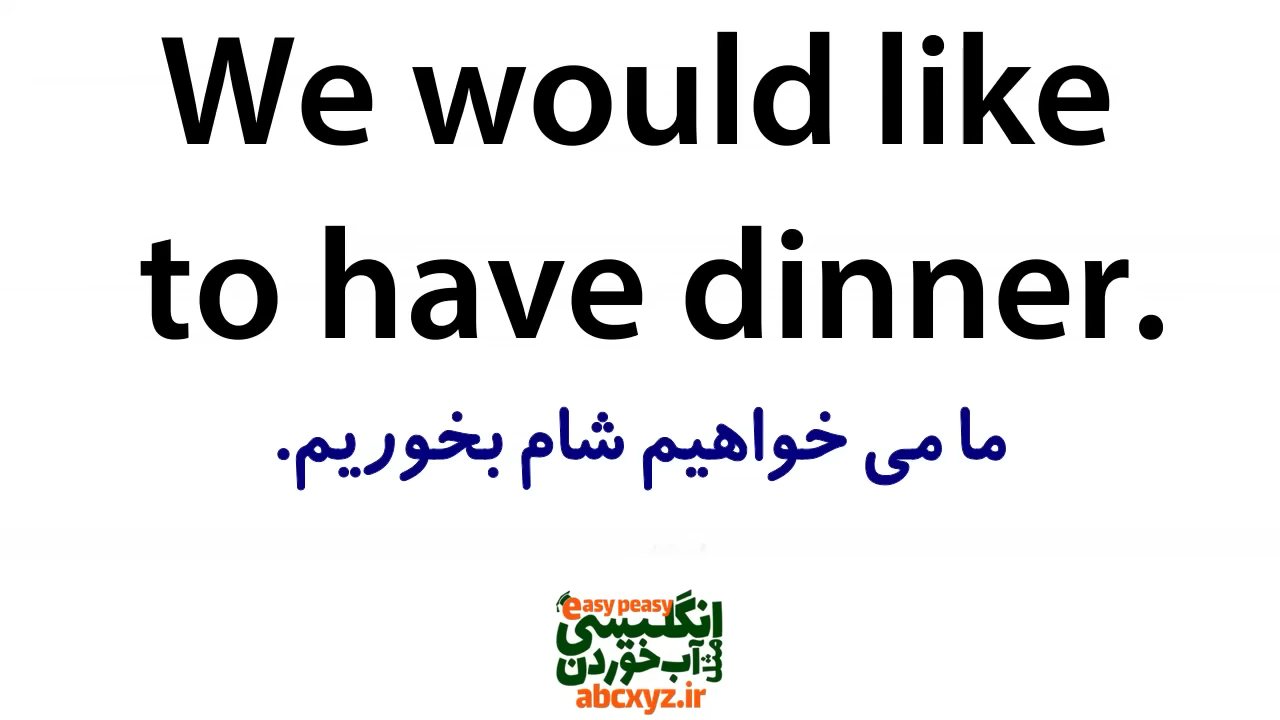 We would like
to have dinner.
ما می خواهیم شام بخوریم.
easy peasy
انگلیسی
مثل آب خوردن
abcxyz.ir